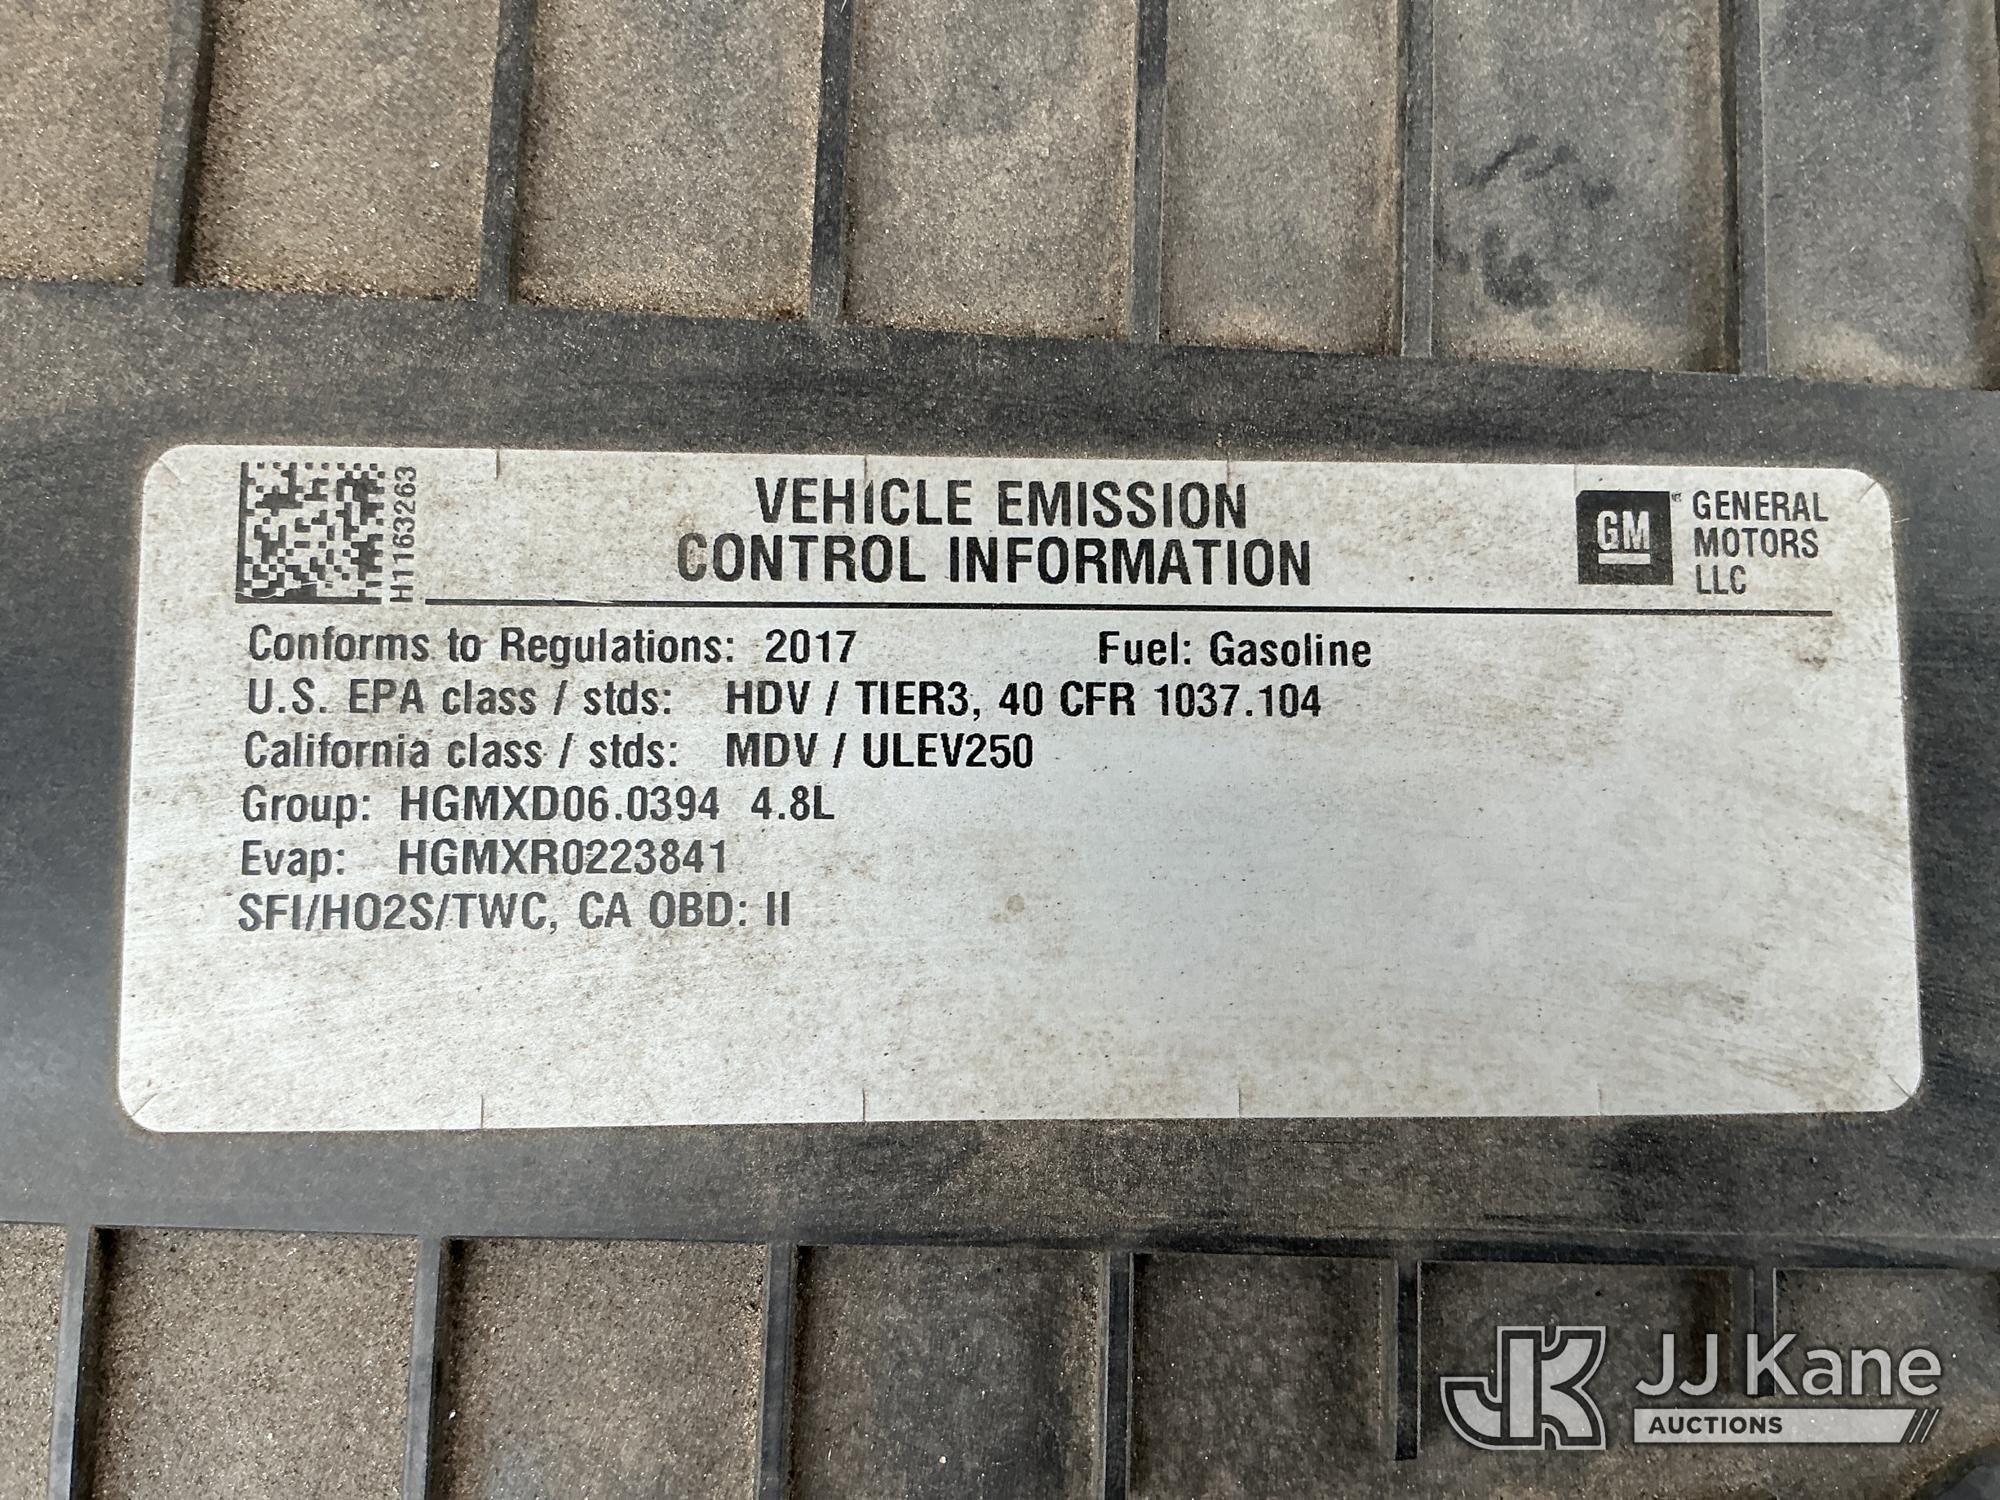 H1163263
VEHICLE EMISSION
CONTROL INFORMATION
GM
GENERAL
MOTORS
LLC
Conforms to Regulations: 2017 Fuel: Gasoline
U.S. EPA class / stds: HDV / TIER3, 40 CFR 1037.104
California class / stds: MDV / ULEV250
Group: HGMXD06.0394 4.8L
Evap: HGMXR0223841
SFI/HO2S/TWC, CA OBD: II
JK JJ Kane
AUCTIONS